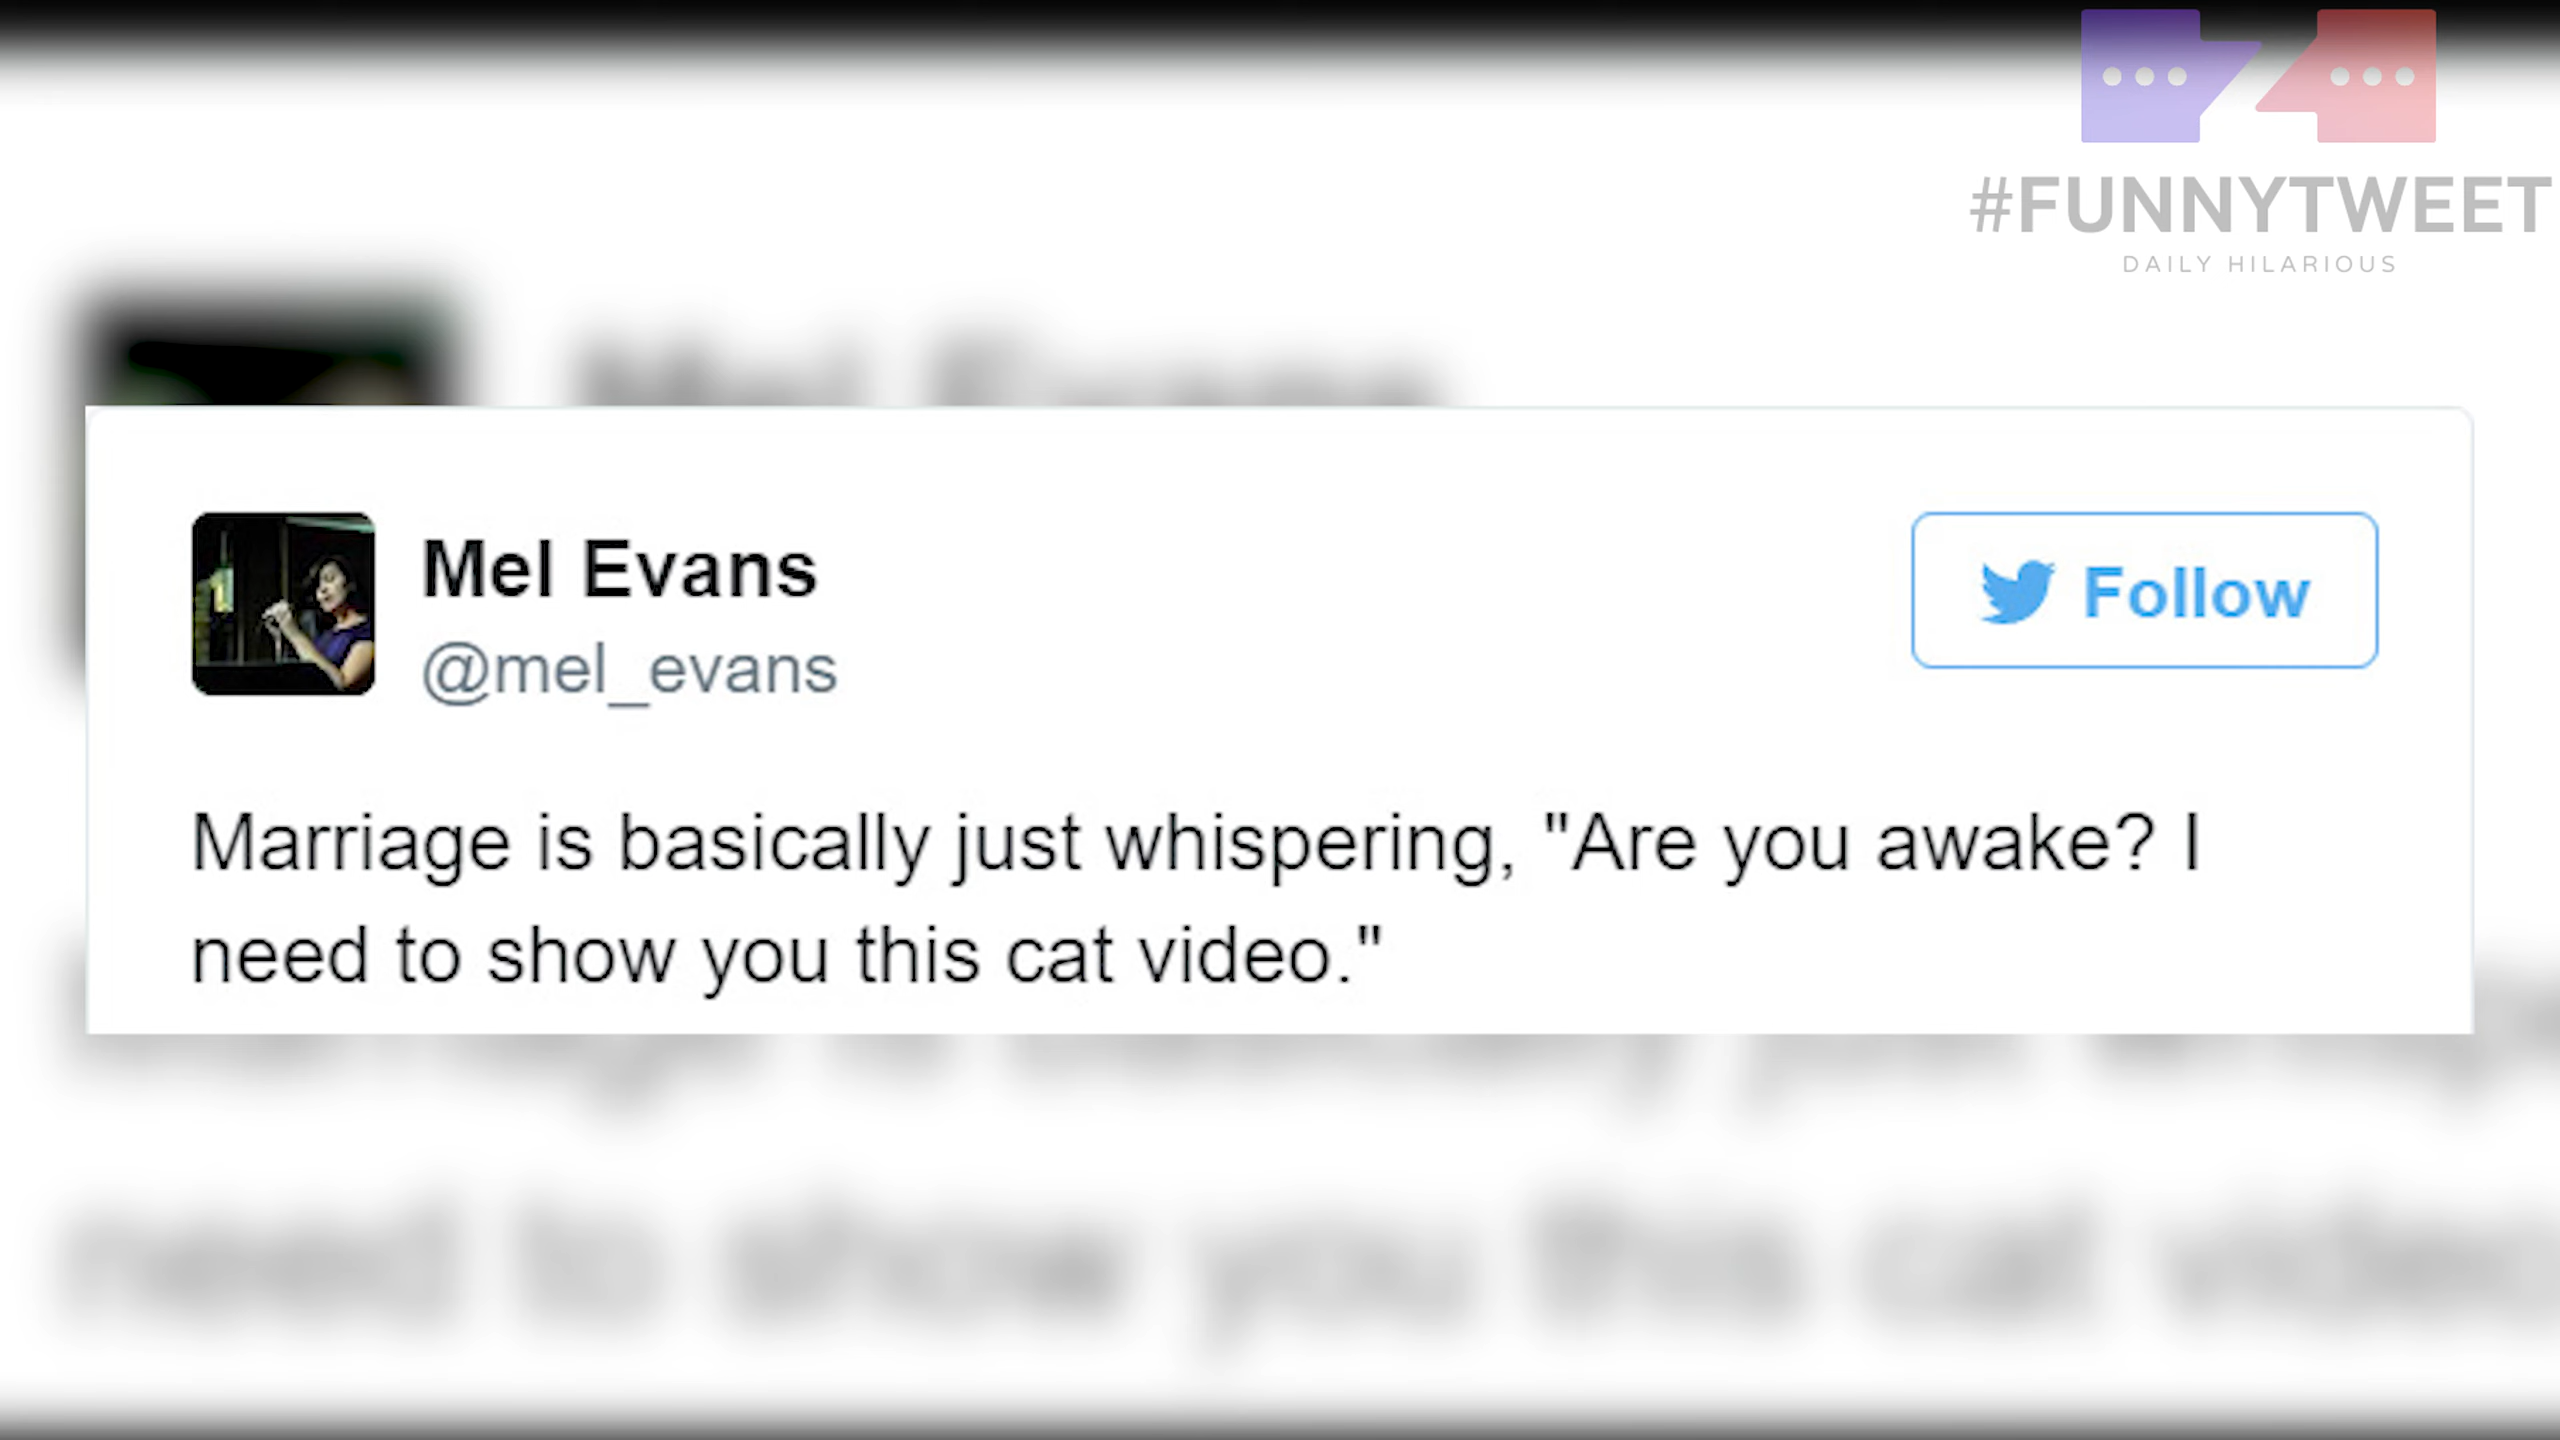 #FUNNYTWEET
DAILY HILARIOUS
Mel Evans
@mel_evans
Follow
Marriage is basically just whispering, "Are you awake? I
need to show you this cat video."